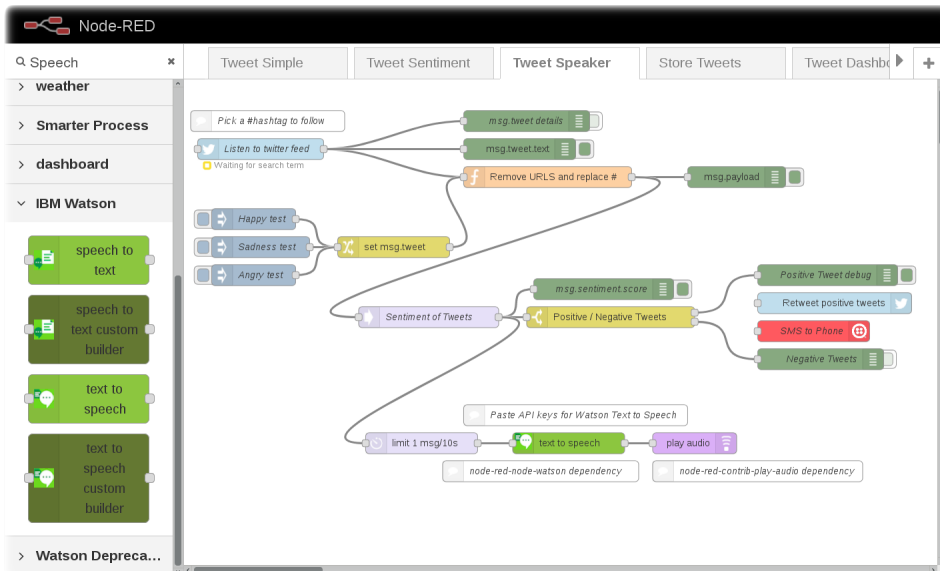 Node-RED
Speech
Tweet Simple
Tweet Sentiment
Tweet Speaker
Store Tweets
Tweet Dashbo
weather
Smarter Process
dashboard
IBM Watson
speech to
text
speech to
text custom
builder
text to
speech
text to
speech
custom
builder
Watson Depreca...
Pick a #hashtag to follow
Listen to twitter feed
Waiting for search term
msg.tweet details
msg.tweet.text
Remove URLS and replace #
msg.payload
Happy test
Sadness test
Angry test
set msg.tweet
Sentiment of Tweets
msg.sentiment.score
Positive / Negative Tweets
Positive Tweet debug
Retweet positive tweets
SMS to Phone
Negative Tweets
Paste API keys for Watson Text to Speech
limit 1 msg/10s
text to speech
play audio
node-red-node-watson dependency
node-red-contrib-play-audio dependency